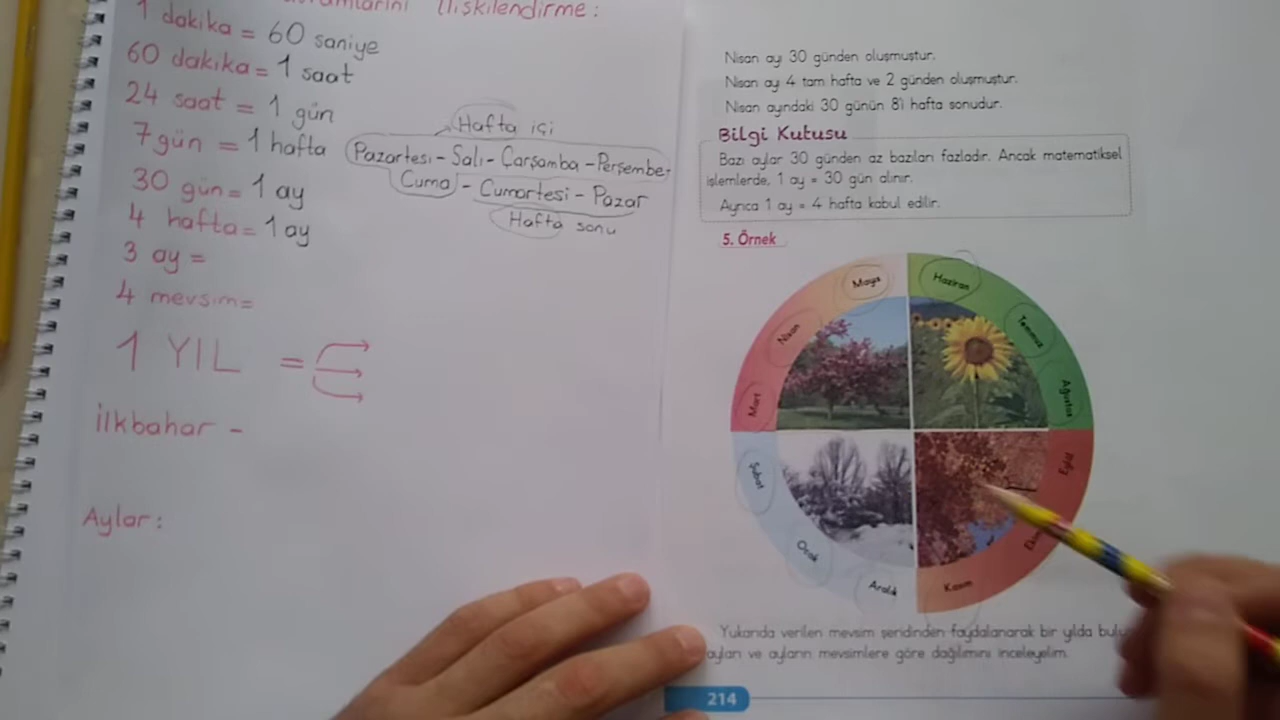 İlişkilendirme:
1 dakika = 60 saniye
60 dakika = 1 saat
24 saat = 1 gün
7 gün = 1 hafta
30 gün = 1 ay
4 hafta = 1 ay
3 ay =
4 mevsim =
1 YIL =
İlkbahar -
Aylar:
Hafta içi
Pazartesi - Salı - Çarşamba - Perşembe -
Cuma - Cumartesi - Pazar
Hafta sonu
Nisan ayı 30 günden oluşmuştur.
Nisan ayı 4 tam hafta ve 2 günden oluşmuştur.
Nisan ayındaki 30 günün 8'i hafta sonudur.
Bilgi Kutusu
Bazı aylar 30 günden az bazıları fazladır. Ancak matematiksel
işlemlerde, 1 ay = 30 gün alınır.
Ayrıca 1 ay = 4 hafta kabul edilir.
5. Örnek
Mayıs
Haziran
Nisan
Temmuz
Mart
Ağustos
Şubat
Eylül
Ocak
Aralık
Kasım
Yukarıda verilen mevsim şeridinden faydalanarak bir yılda
ayları ve ayların mevsimlere göre dağılımını inceleyelim.
214